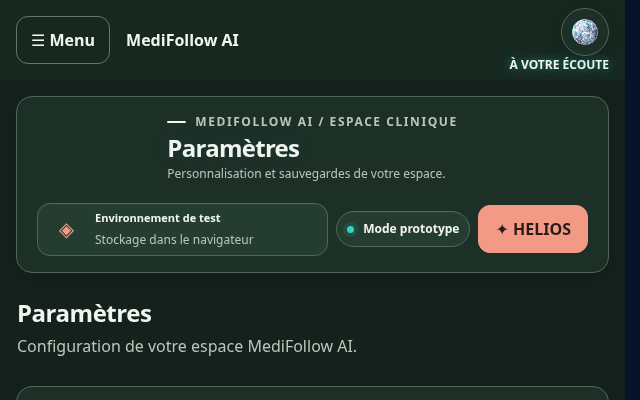 ☰ Menu
MediFollow AI
À VOTRE ÉCOUTE
MEDIFOLLOW AI / ESPACE CLINIQUE
Paramètres
Personnalisation et sauvegardes de votre espace.
Environnement de test
Stockage dans le navigateur
Mode prototype
✦ HELIOS
Paramètres
Configuration de votre espace MediFollow AI.